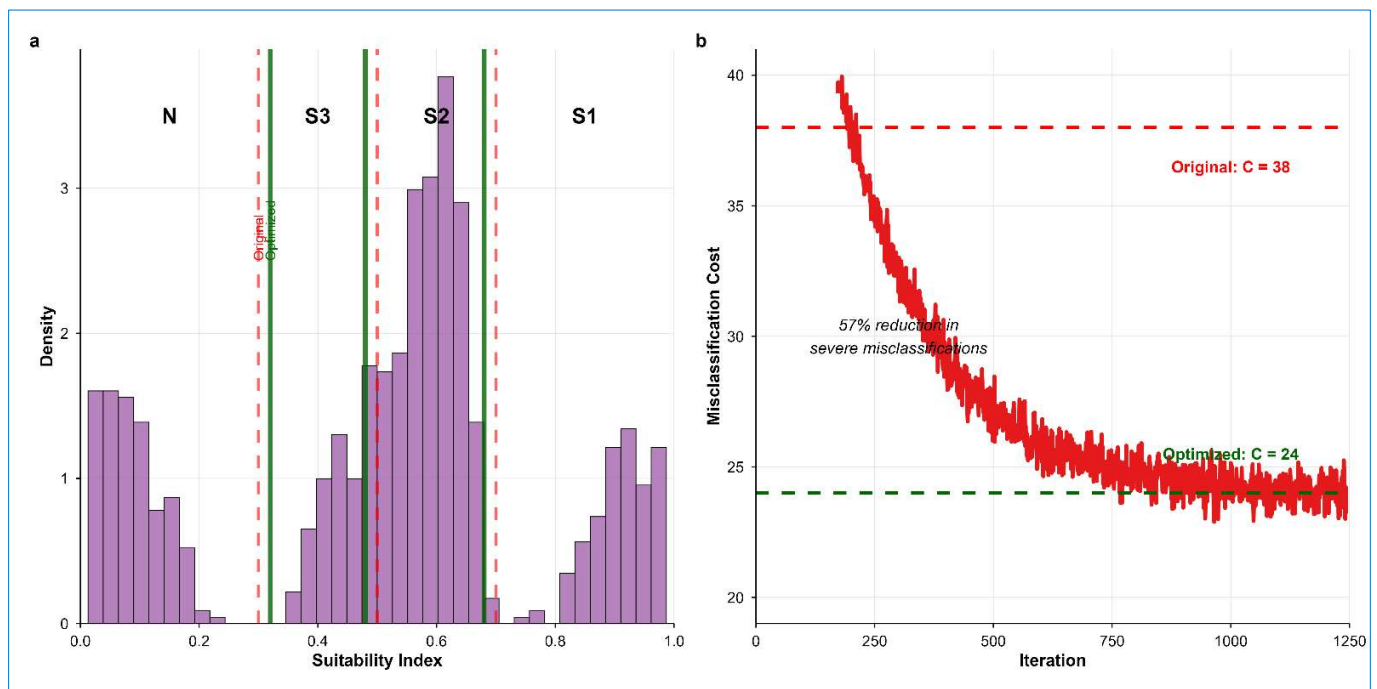 a
N
S3
S2
S1
Original
Optimized
Density
3
2
1
0
0.0
0.2
0.4
0.6
0.8
1.0
Suitability Index
b
Misclassification Cost
40
35
30
25
20
Original: C = 38
57% reduction in
severe misclassifications
Optimized: C = 24
0
250
500
750
1000
1250
Iteration